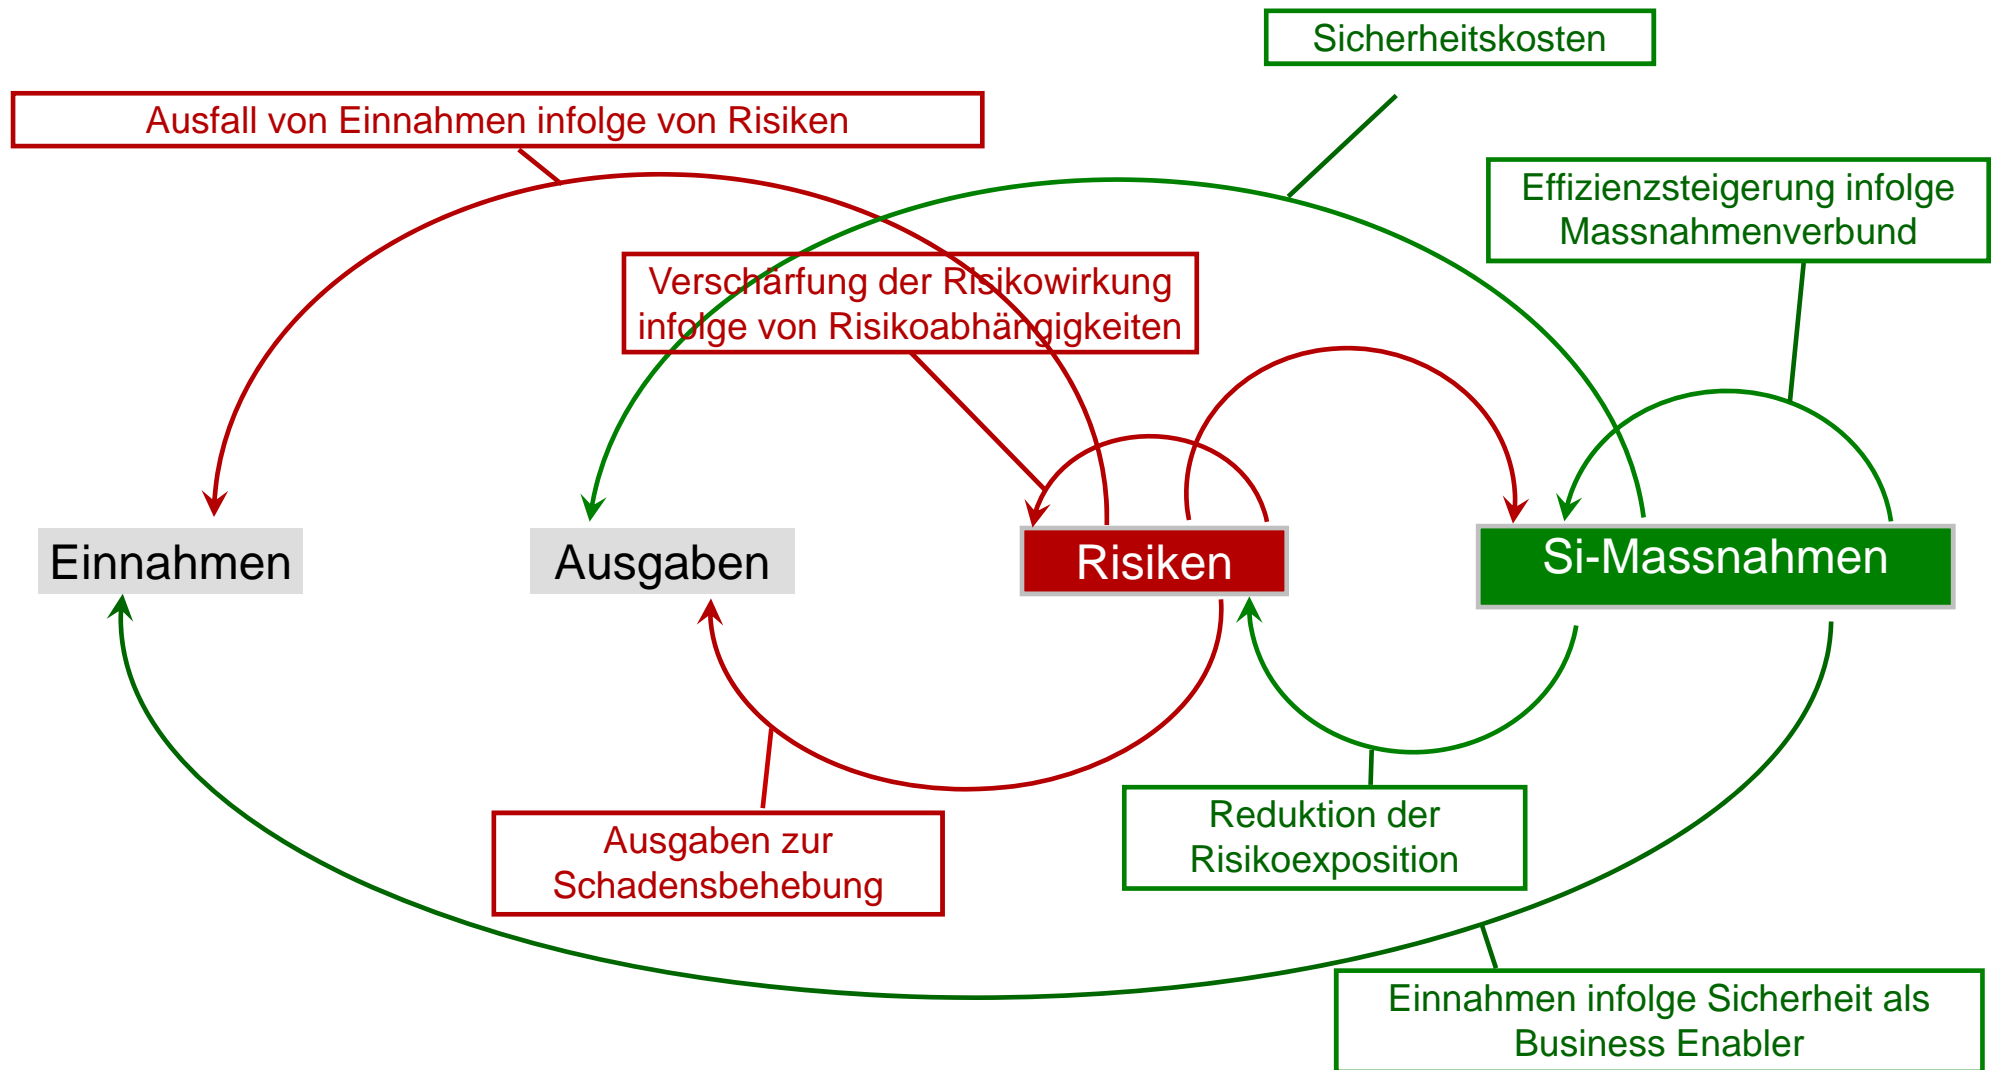 Sicherheitskosten
Ausfall von Einnahmen infolge von Risiken
Effizienzsteigerung infolge
Massnahmenverbund
Verschärfung der Risikowirkung
infolge von Risikoabhängigkeiten
Einnahmen
Ausgaben
Risiken
Si-Massnahmen
Ausgaben zur
Schadensbehebung
Reduktion der
Risikoexposition
Einnahmen infolge Sicherheit als
Business Enabler